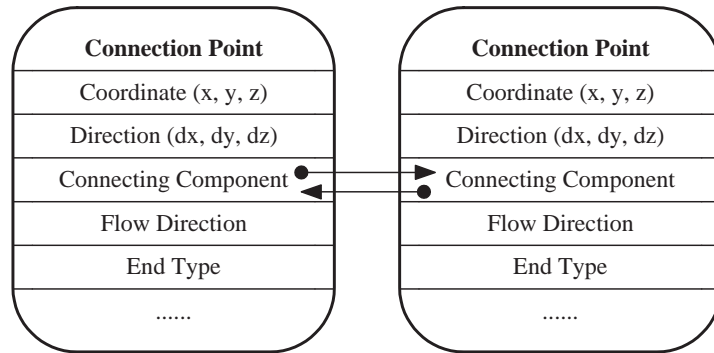 Connection Point
Coordinate (x, y, z)
Direction (dx, dy, dz)
Connecting Component
Flow Direction
End Type
......
Connection Point
Coordinate (x, y, z)
Direction (dx, dy, dz)
Connecting Component
Flow Direction
End Type
......